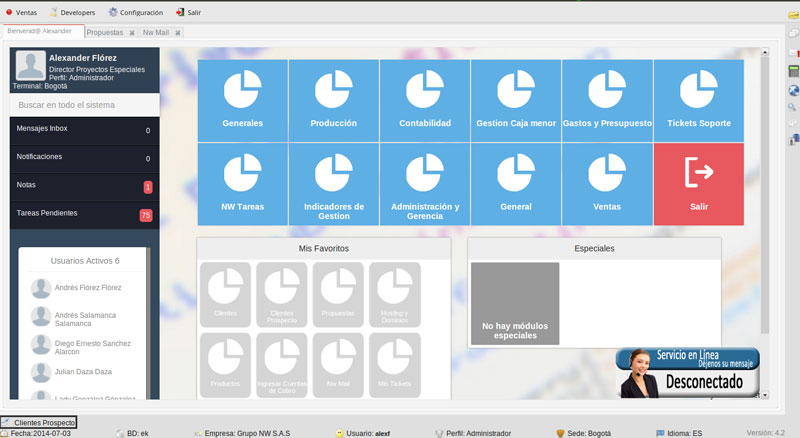 Ventas Developers Configuración Salir
Bienvenid@ Alexander Propuestas Nw Mail
Alexander Flórez
Director Proyectos Especiales
Perfil: Administrador
Terminal: Bogotá
Buscar en todo el sistema
Mensajes Inbox 0
Notificaciones 0
Notas 1
Tareas Pendientes 75
Usuarios Activos 6
Andrés Flórez Flórez
Andrés Salamanca
Salamanca
Diego Ernesto Sanchez
Alarcon
Julian Daza Daza
Lady González Gónzalez
Generales
Producción
Contabilidad
Gestion Caja menor
Gastos y Presupuesto
Tickets Soporte
NW Tareas
Indicadores de
Gestion
Administración y
Gerencia
General
Ventas
Salir
Mis Favoritos
Clientes
Clientes
Prospecto
Propuestas
Hosting y
Dominios
Productos
Ingresar Cuentas
de Cobro
Nw Mail
Mis Tickets
Especiales
No hay módulos
especiales
Servicio en Línea
Déjenos su mensaje
Desconectado
Clientes Prospecto
Fecha:2014-07-03 BD: ek Empresa: Grupo NW S.A.S Usuario: alexf Perfil: Administrador Sede: Bogotá Idioma: ES Versión: 4.2